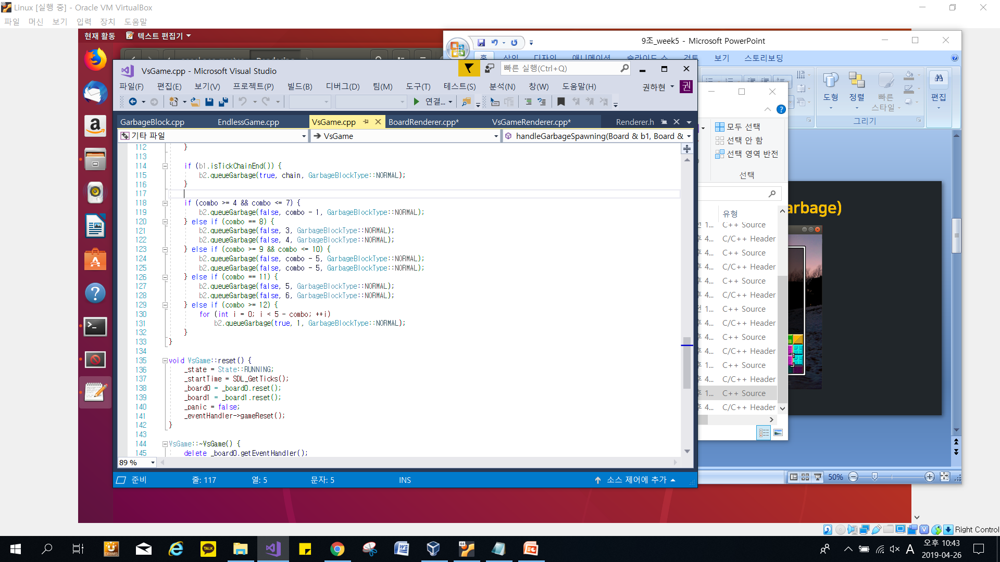 Linux [실행 중] - Oracle VM VirtualBox
파일 머신 보기 입력 장치 도움말
현재 활동 텍스트 편집기
9조_week5 - Microsoft PowerPoint
보기 스토리보딩
VsGame.cpp - Microsoft Visual Studio
빠른 실행(Ctrl+Q)
파일(F) 편집(E) 보기(V) 프로젝트(P) 빌드(B) 디버그(D) 팀(M) 도구(T) 테스트(S) 분석(N) 창(W) 도움말(H) 권하현 권
연결...
도형 정렬 빠른 스타일 편집
그리기
GarbageBlock.cpp EndlessGame.cpp VsGame.cpp BoardRenderer.cpp* VsGameRenderer.cpp* Renderer.h
기타 파일 VsGame handleGarbageSpawning(Board & b1, Board &
모두 선택
선택 안 함
선택 영역 반전
선택
112 }
113
114 if (b1.isTickChainEnd()) {
115 b2.queueGarbage(true, chain, GarbageBlockType::NORMAL);
116 }
117
118 if (combo >= 4 && combo <= 7) {
119 b2.queueGarbage(false, combo - 1, GarbageBlockType::NORMAL);
120 } else if (combo == 8) {
121 b2.queueGarbage(false, 3, GarbageBlockType::NORMAL);
122 b2.queueGarbage(false, 4, GarbageBlockType::NORMAL);
123 } else if (combo >= 9 && combo <= 10) {
124 b2.queueGarbage(false, combo - 5, GarbageBlockType::NORMAL);
125 b2.queueGarbage(false, combo - 5, GarbageBlockType::NORMAL);
126 } else if (combo == 11) {
127 b2.queueGarbage(false, 5, GarbageBlockType::NORMAL);
128 b2.queueGarbage(false, 6, GarbageBlockType::NORMAL);
129 } else if (combo >= 12) {
130 for (int i = 0; i < 5 - combo; ++i)
131 b2.queueGarbage(true, 1, GarbageBlockType::NORMAL);
132 }
133 }
134
135 void VsGame::reset() {
136 _state = State::RUNNING;
137 _startTime = SDL_GetTicks();
138 _board0 = _board0.reset();
139 _board1 = _board1.reset();
140 _panic = false;
141 _eventHandler->gameReset();
142 }
143
144 VsGame::~VsGame() {
145 delete _board0.getEventHandler();
89 %
준비 줄: 117 열: 5 문자: 5 INS 소스 제어에 추가
arbage)
유형
1... C++ Source
4... C/C++ Header
4... C++ Source
4... C/C++ Header
4... C++ Source
4... C/C++ Header
1... C++ Source
4... C/C++ Header
4... C++ Source
4... C/C++ Header
1... C++ Source
4... C/C++ Header
1... C++ Source
4... C/C++ Header
50%
Right Control
TALK
A
오후 10:43
2019-04-26